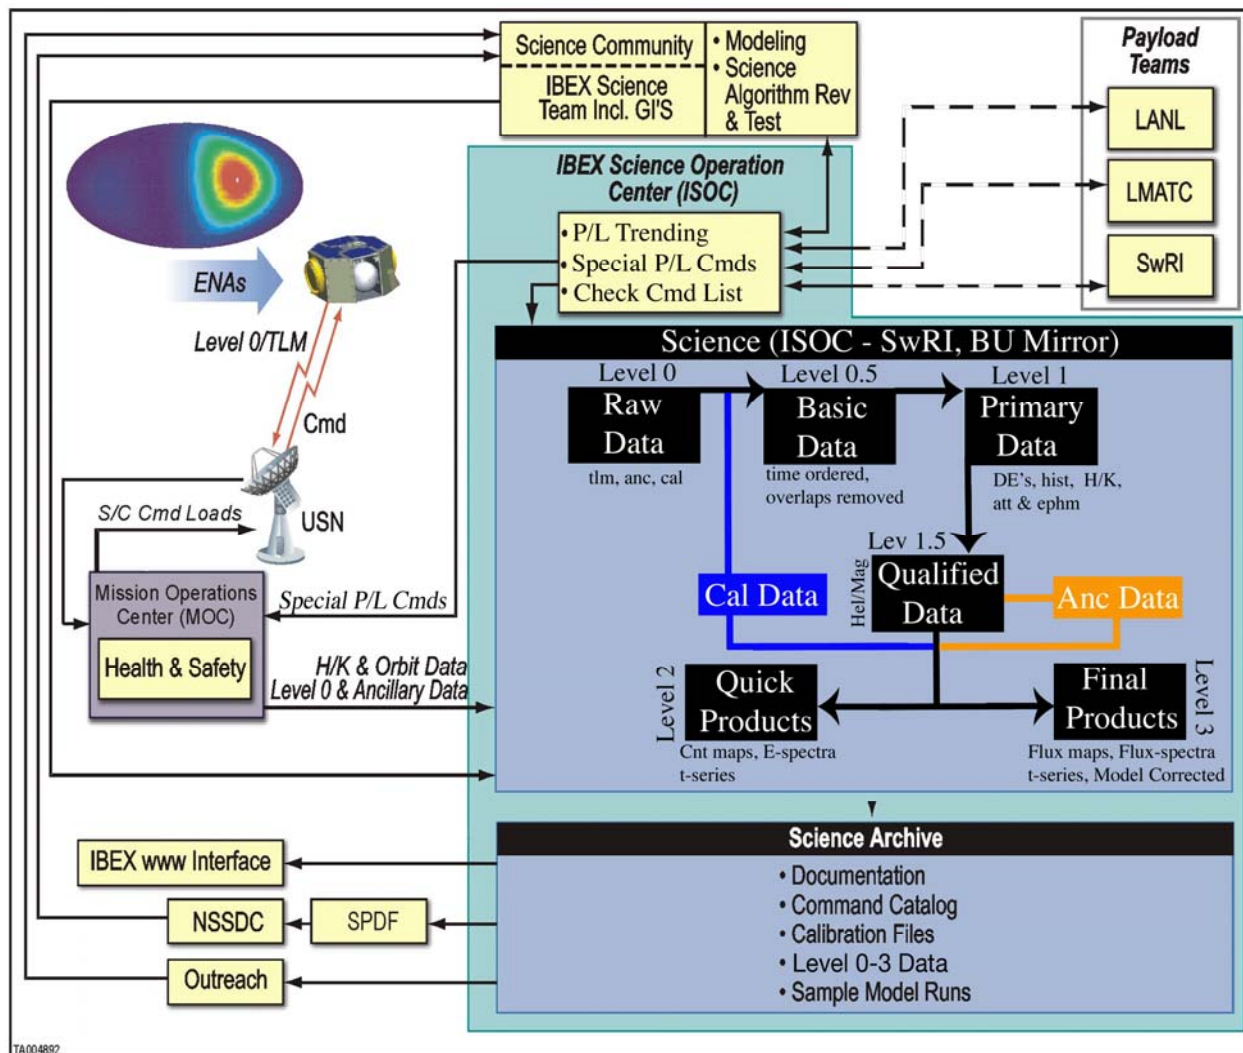 Science Community
IBEX Science
Team Incl. GI'S
• Modeling
• Science
Algorithm Rev
& Test
Payload
Teams
LANL
LMATC
SwRI
IBEX Science Operation
Center (ISOC)
• P/L Trending
• Special P/L Cmds
• Check Cmd List
ENAs
Level 0/TLM
Cmd
USN
S/C Cmd Loads
Mission Operations
Center (MOC)
Health & Safety
Special P/L Cmds
H/K & Orbit Data
Level 0 & Ancillary Data
Science (ISOC - SwRI, BU Mirror)
Level 0
Raw
Data
tlm, anc, cal
Level 0.5
Basic
Data
time ordered,
overlaps removed
Level 1
Primary
Data
DE's, hist, H/K,
att & ephm
Lev 1.5
Hel/Mag
Qualified
Data
Cal Data
Anc Data
Level 2
Quick
Products
Cnt maps, E-spectra
t-series
Final
Products
Level 3
Flux maps, Flux-spectra
t-series, Model Corrected
Science Archive
• Documentation
• Command Catalog
• Calibration Files
• Level 0-3 Data
• Sample Model Runs
IBEX www Interface
NSSDC
SPDF
Outreach
TA004892